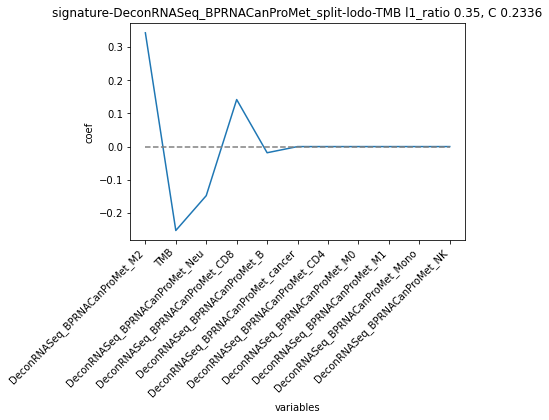 signature-DeconRNASeq_BPRNACanProMet_split-lodo-TMB l1_ratio 0.35, C 0.2336
0.3
0.2
0.1
0.0
−0.1
−0.2
coef
DeconRNASeq_BPRNACanProMet_M2
TMB
DeconRNASeq_BPRNACanProMet_Neu
DeconRNASeq_BPRNACanProMet_CD8
DeconRNASeq_BPRNACanProMet_B
DeconRNASeq_BPRNACanProMet_cancer
DeconRNASeq_BPRNACanProMet_CD4
DeconRNASeq_BPRNACanProMet_M0
DeconRNASeq_BPRNACanProMet_M1
DeconRNASeq_BPRNACanProMet_Mono
DeconRNASeq_BPRNACanProMet_NK
variables